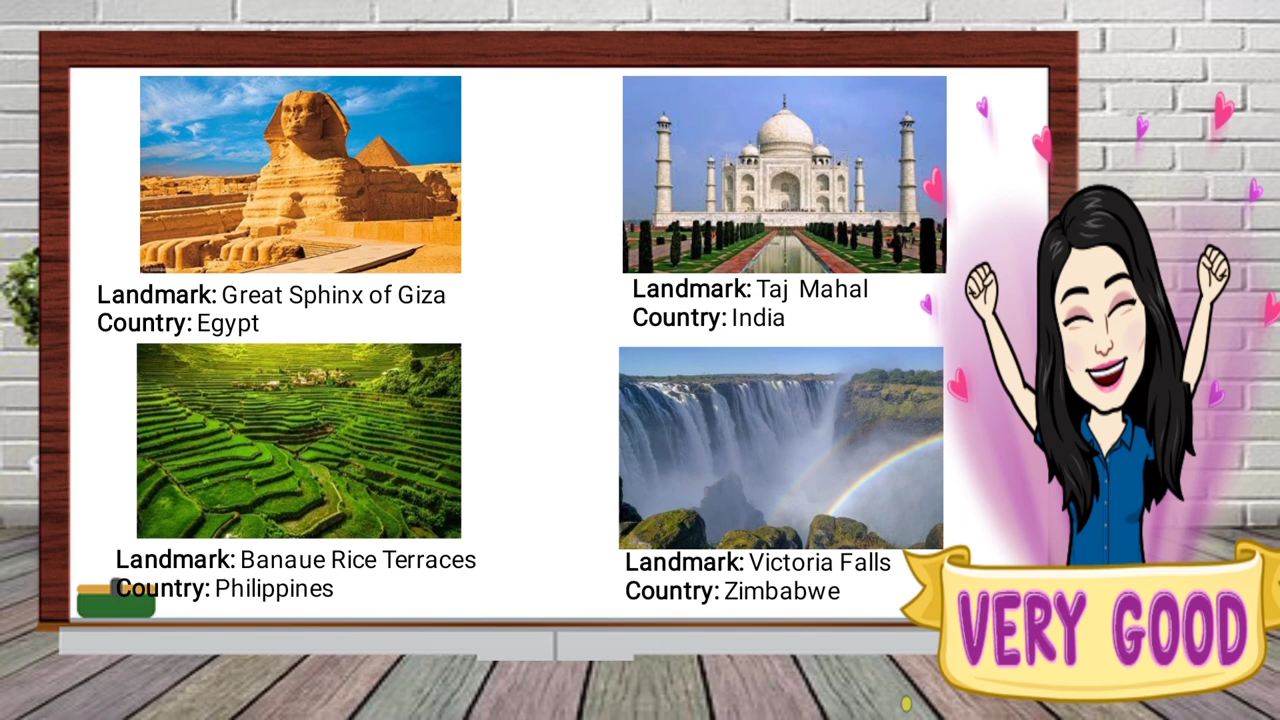 Landmark: Great Sphinx of Giza
Country: Egypt
Landmark: Taj Mahal
Country: India
Landmark: Banaue Rice Terraces
Country: Philippines
Landmark: Victoria Falls
Country: Zimbabwe
VERY GOOD